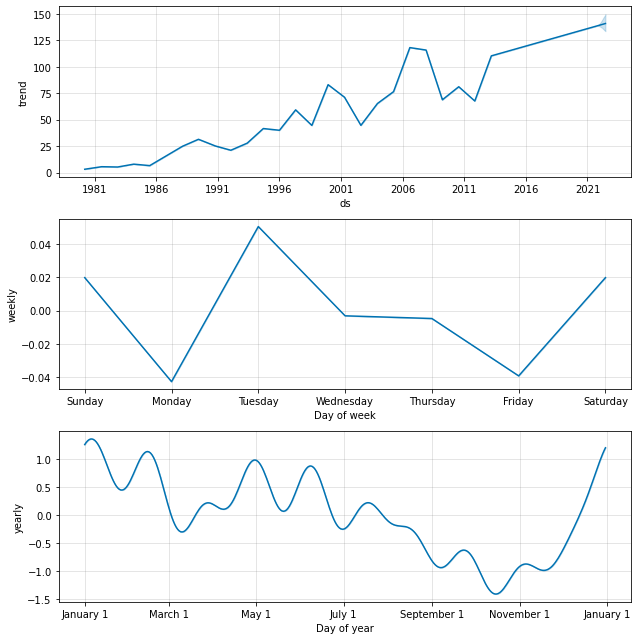 150
125
100
75
50
25
0
trend
1981
1986
1991
1996
2001
2006
2011
2016
2021
ds
0.04
0.02
0.00
−0.02
−0.04
weekly
Sunday
Monday
Tuesday
Wednesday
Thursday
Friday
Saturday
Day of week
1.0
0.5
0.0
−0.5
−1.0
−1.5
yearly
January 1
March 1
May 1
July 1
September 1
November 1
January 1
Day of year